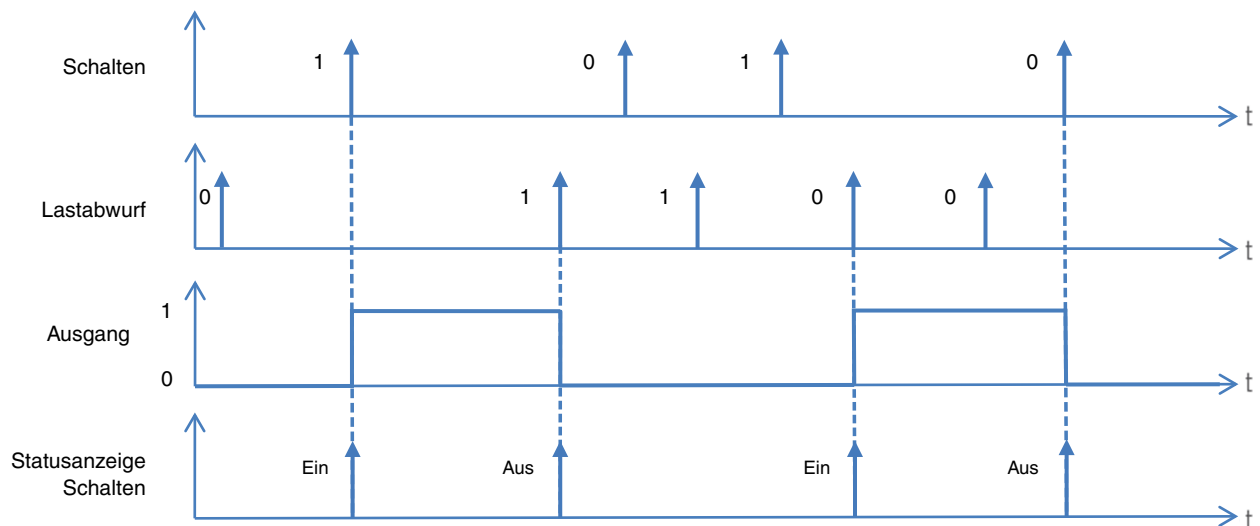 Schalten 1 0 1 0 t
Lastabwurf 0 1 1 0 0 t
Ausgang 1 0 t
Statusanzeige
Schalten
Ein Aus Ein Aus t